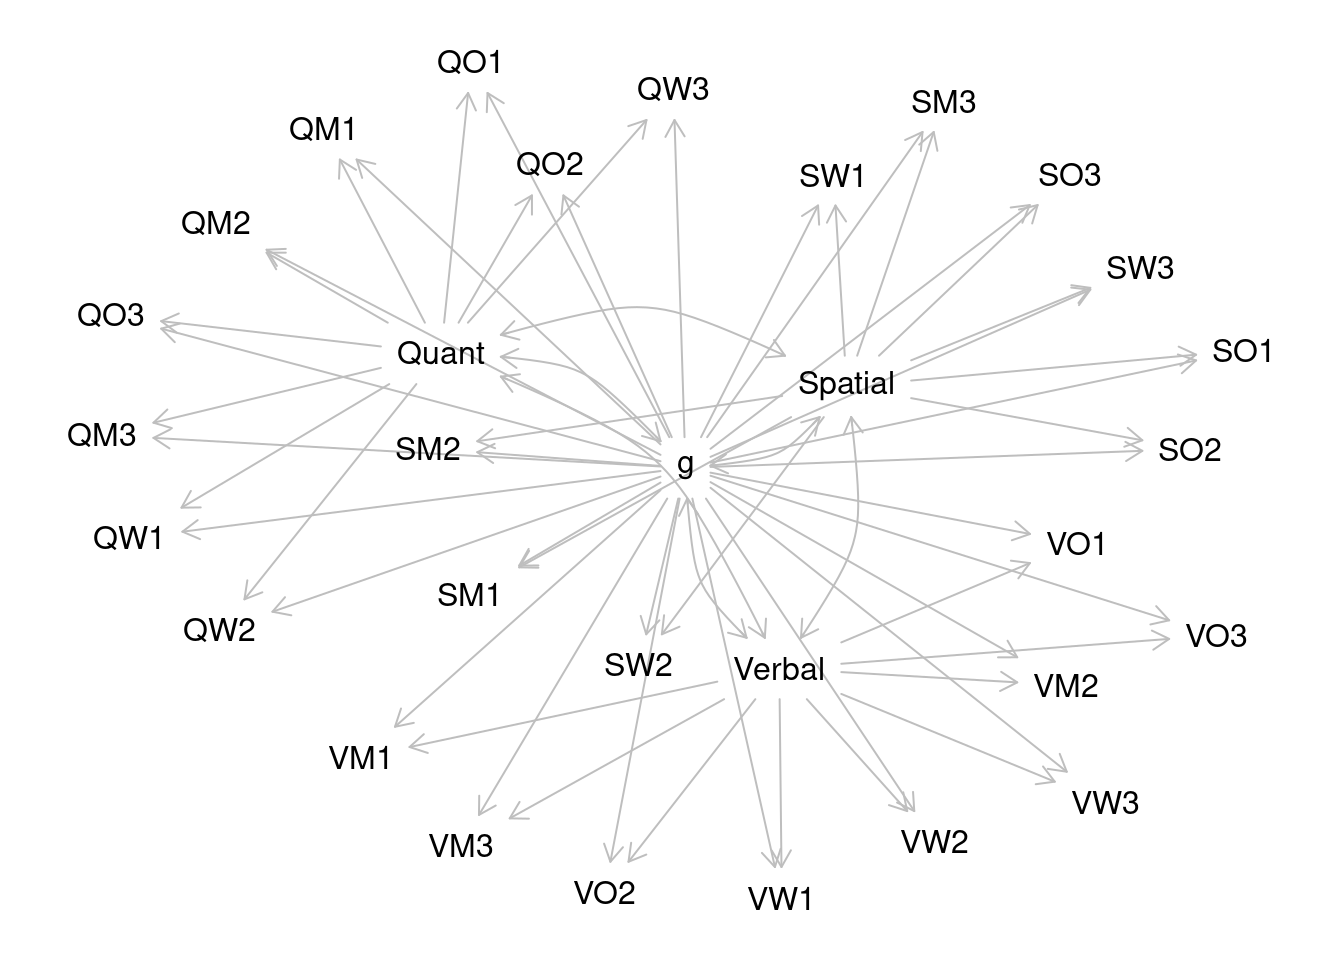 QO1
QW3
SM3
QM1
QO2
SW1
SO3
QM2
SW3
QO3
Quant
SO1
Spatial
QM3
SM2
g
SO2
QW1
VO1
SM1
QW2
VO3
SW2
Verbal
VM2
VM1
VW3
VM3
VW2
VO2
VW1